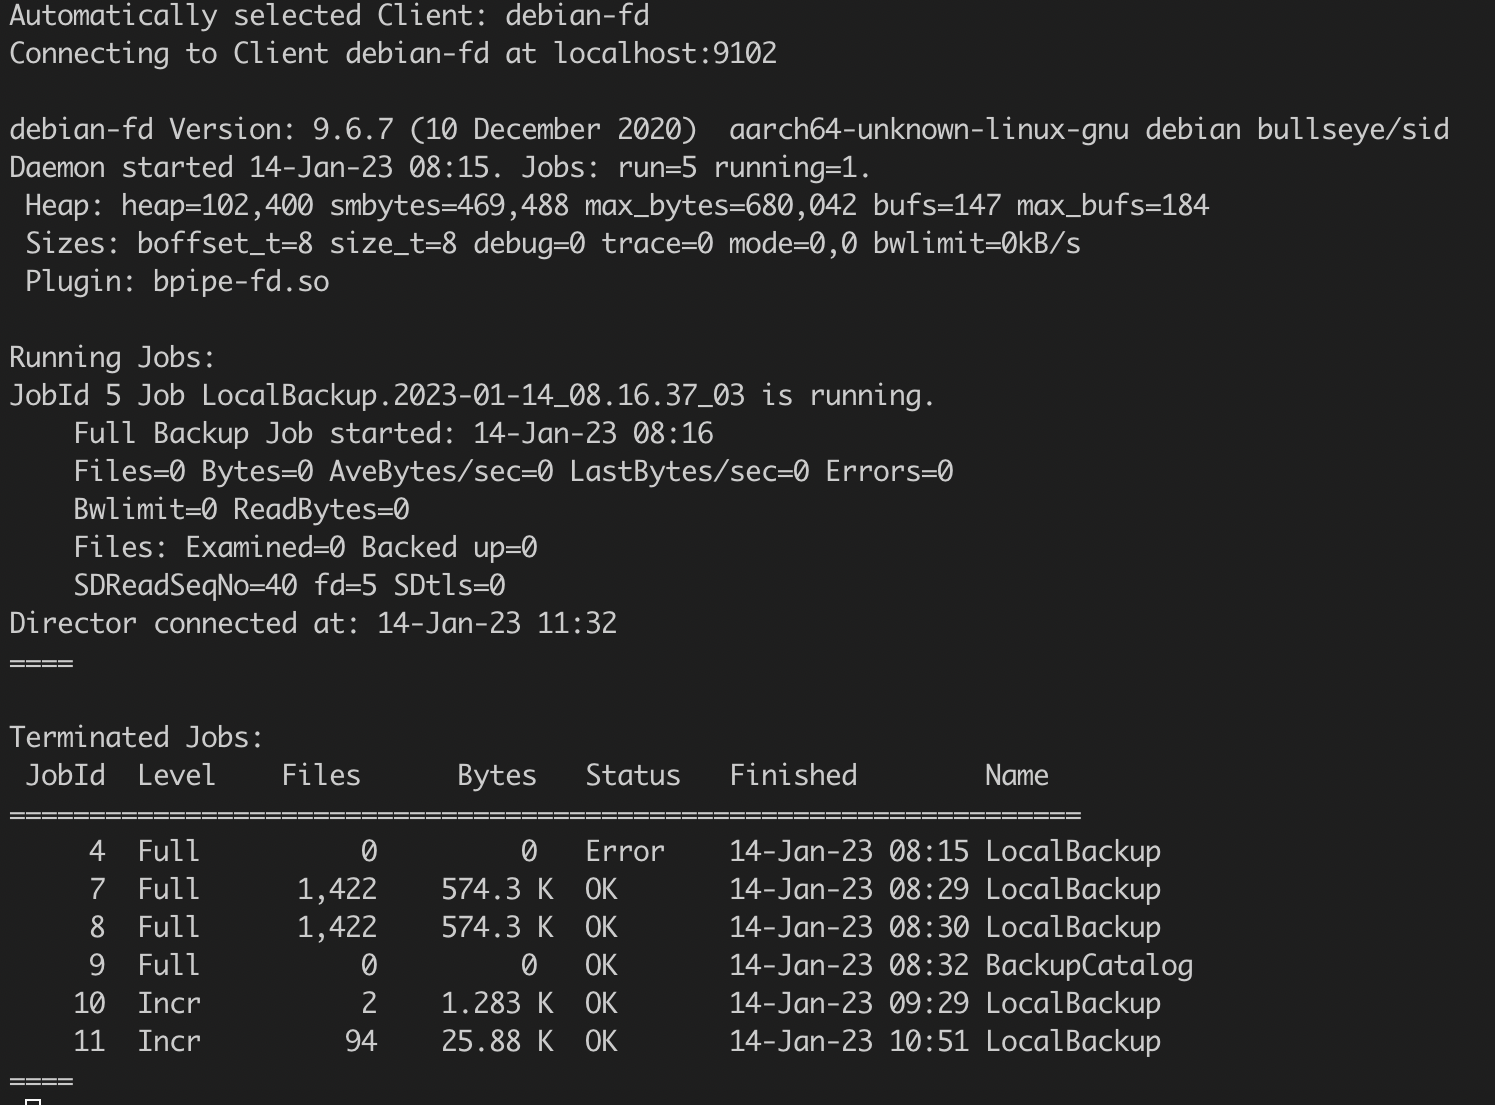 Automatically selected Client: debian-fd
Connecting to Client debian-fd at localhost:9102

debian-fd Version: 9.6.7 (10 December 2020)  aarch64-unknown-linux-gnu debian bullseye/sid
Daemon started 14-Jan-23 08:15. Jobs: run=5 running=1.
 Heap: heap=102,400 smbytes=469,488 max_bytes=680,042 bufs=147 max_bufs=184
 Sizes: boffset_t=8 size_t=8 debug=0 trace=0 mode=0,0 bwlimit=0kB/s
 Plugin: bpipe-fd.so

Running Jobs:
JobId 5 Job LocalBackup.2023-01-14_08.16.37_03 is running.
    Full Backup Job started: 14-Jan-23 08:16
    Files=0 Bytes=0 AveBytes/sec=0 LastBytes/sec=0 Errors=0
    Bwlimit=0 ReadBytes=0
    Files: Examined=0 Backed up=0
    SDReadSeqNo=40 fd=5 SDtls=0
Director connected at: 14-Jan-23 11:32
====

Terminated Jobs:
 JobId  Level    Files      Bytes   Status   Finished        Name
===================================================================
     4  Full          0         0   Error    14-Jan-23 08:15 LocalBackup
     7  Full      1,422    574.3 K  OK       14-Jan-23 08:29 LocalBackup
     8  Full      1,422    574.3 K  OK       14-Jan-23 08:30 LocalBackup
     9  Full          0         0   OK       14-Jan-23 08:32 BackupCatalog
    10  Incr          2    1.283 K  OK       14-Jan-23 09:29 LocalBackup
    11  Incr         94    25.88 K  OK       14-Jan-23 10:51 LocalBackup
====